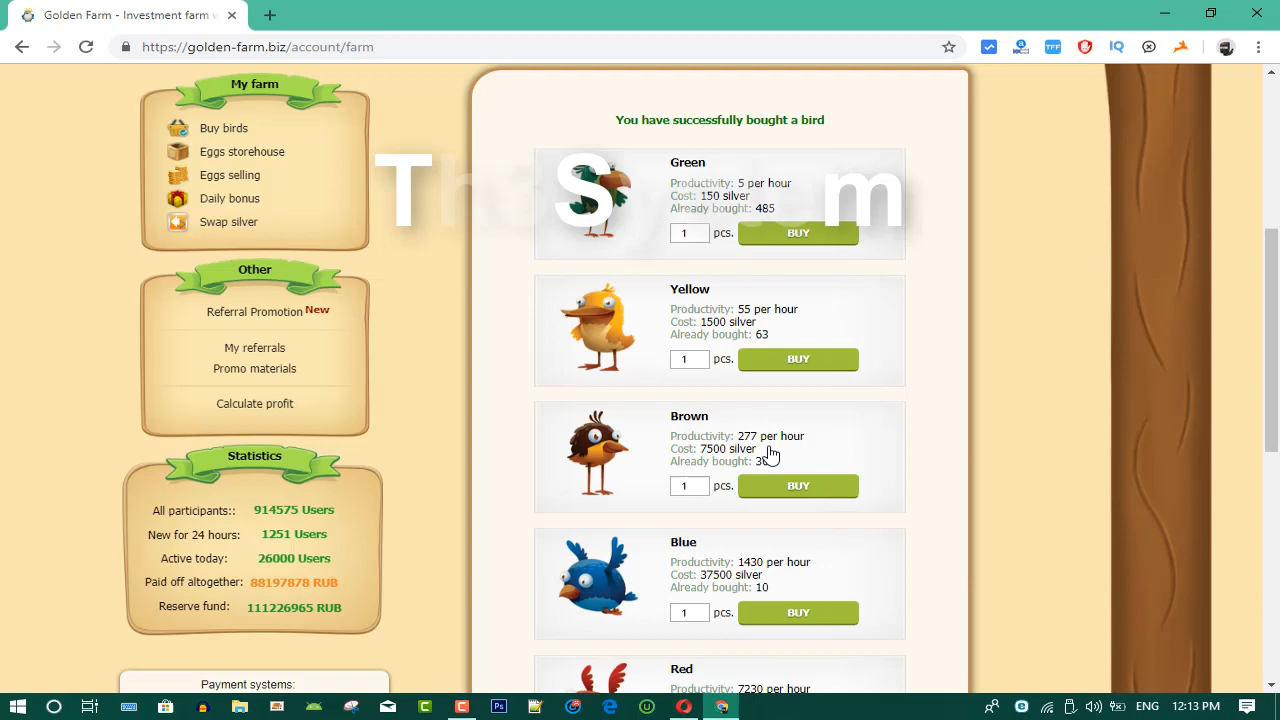 Golden Farm - Investment farm
https://golden-farm.biz/account/farm
TFF
IQ
My farm
Buy birds
Eggs storehouse
Eggs selling
Daily bonus
Swap silver
Other
Referral Promotion New
My referrals
Promo materials
Calculate profit
Statistics
All participants:: 914575 Users
New for 24 hours: 1251 Users
Active today: 26000 Users
Paid off altogether: 88197878 RUB
Reserve fund: 111226965 RUB
Payment systems:
You have successfully bought a bird
T S m
Green
Productivity: 5 per hour
Cost: 150 silver
Already bought: 485
1 pcs. BUY
Yellow
Productivity: 55 per hour
Cost: 1500 silver
Already bought: 63
1 pcs. BUY
Brown
Productivity: 277 per hour
Cost: 7500 silver
Already bought:
1 pcs. BUY
Blue
Productivity: 1430 per hour
Cost: 37500 silver
Already bought: 10
1 pcs. BUY
Red
Productivity: 7230 per hour
ENG 12:13 PM